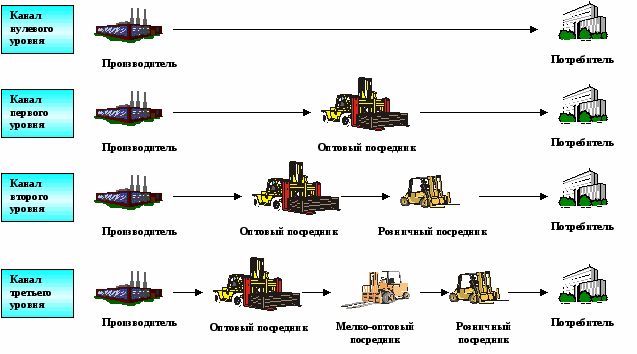 Канал
нулевого
уровня
Производитель
Потребитель
Канал
первого
уровня
Производитель
Оптовый посредник
Потребитель
Канал
второго
уровня
Производитель
Оптовый посредник
Розничный посредник
Потребитель
Канал
третьего
уровня
Производитель
Оптовый посредник
Мелко-оптовый
посредник
Розничный
посредник
Потребитель